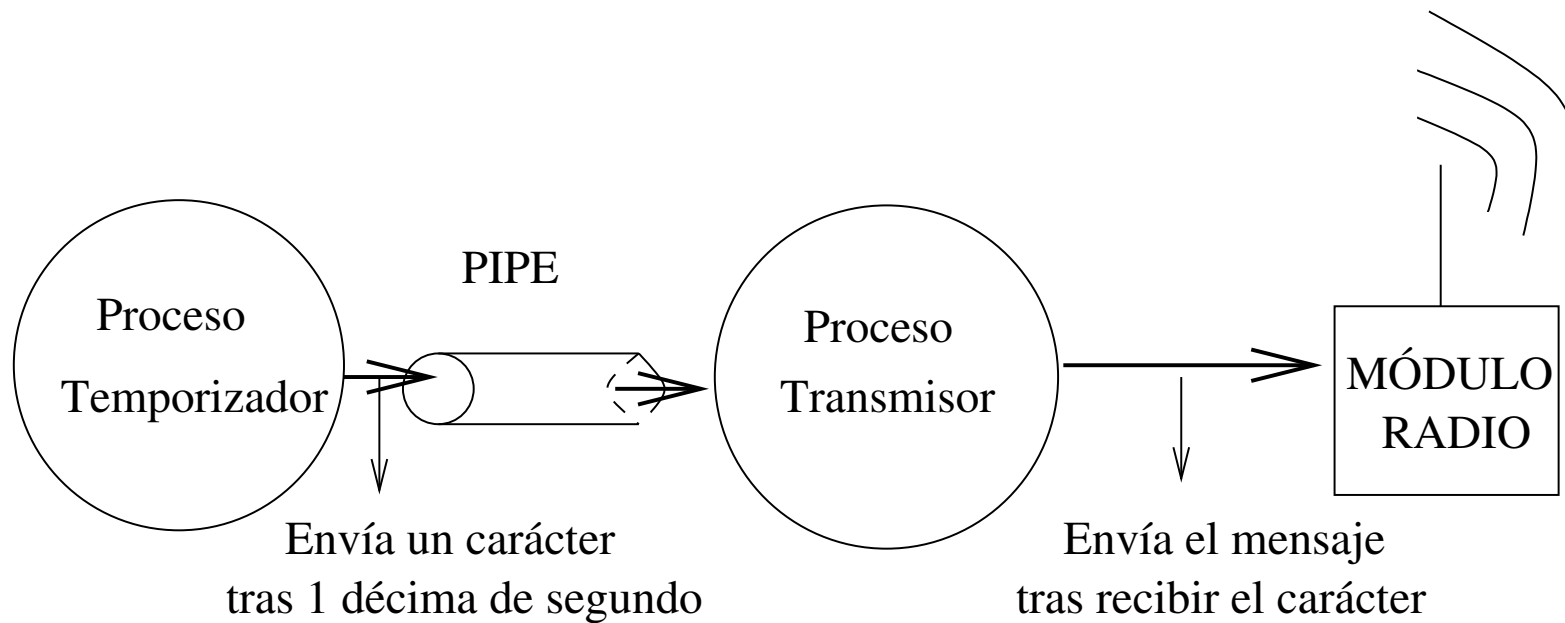 PIPE
Proceso
Temporizador
Proceso
Transmisor
MÓDULO
RADIO
Envía un carácter
tras 1 décima de segundo
Envía el mensaje
tras recibir el carácter